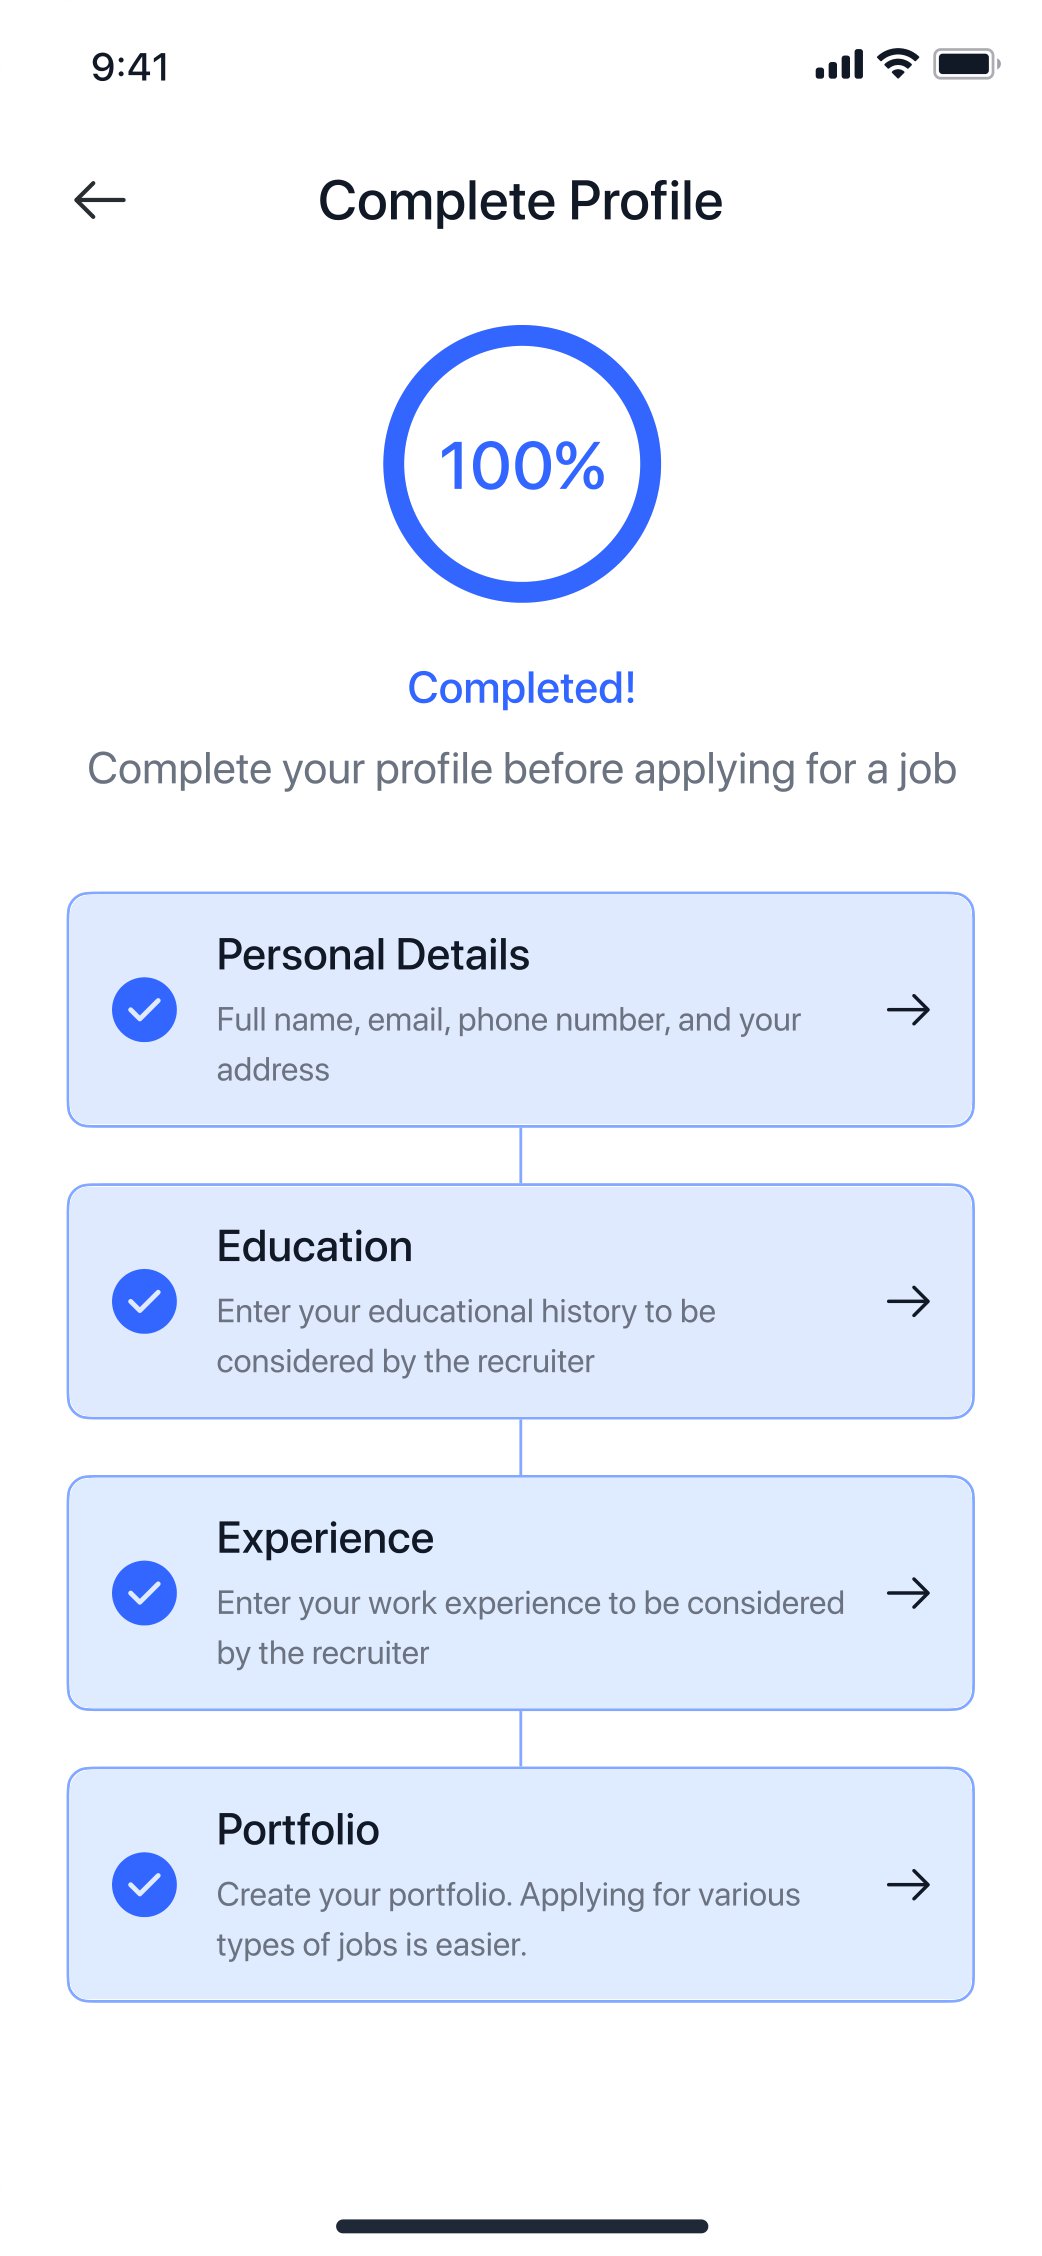 9:41
Complete Profile
100%
Completed!
Complete your profile before applying for a job
Personal Details
Full name, email, phone number, and your
address
Education
Enter your educational history to be
considered by the recruiter
Experience
Enter your work experience to be considered
by the recruiter
Portfolio
Create your portfolio. Applying for various
types of jobs is easier.